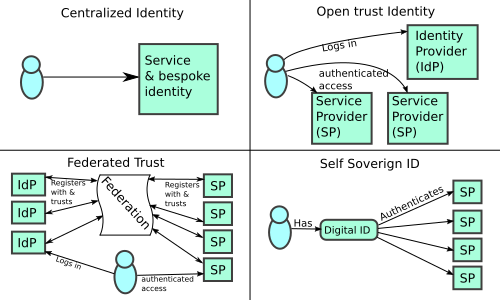 Centralized Identity
Service
& bespoke
identity
Open trust Identity
Logs in
Identity
Provider
(IdP)
authenticated
access
Service
Provider
(SP)
Service
Provider
(SP)
Federated Trust
IdP
IdP
IdP
Registers
with &
trusts
Federation
Registers
with &
trusts
SP
SP
SP
SP
Logs in
authenticated
access
Self Soverign ID
Has
Digital ID
Authenticates
SP
SP
SP
SP